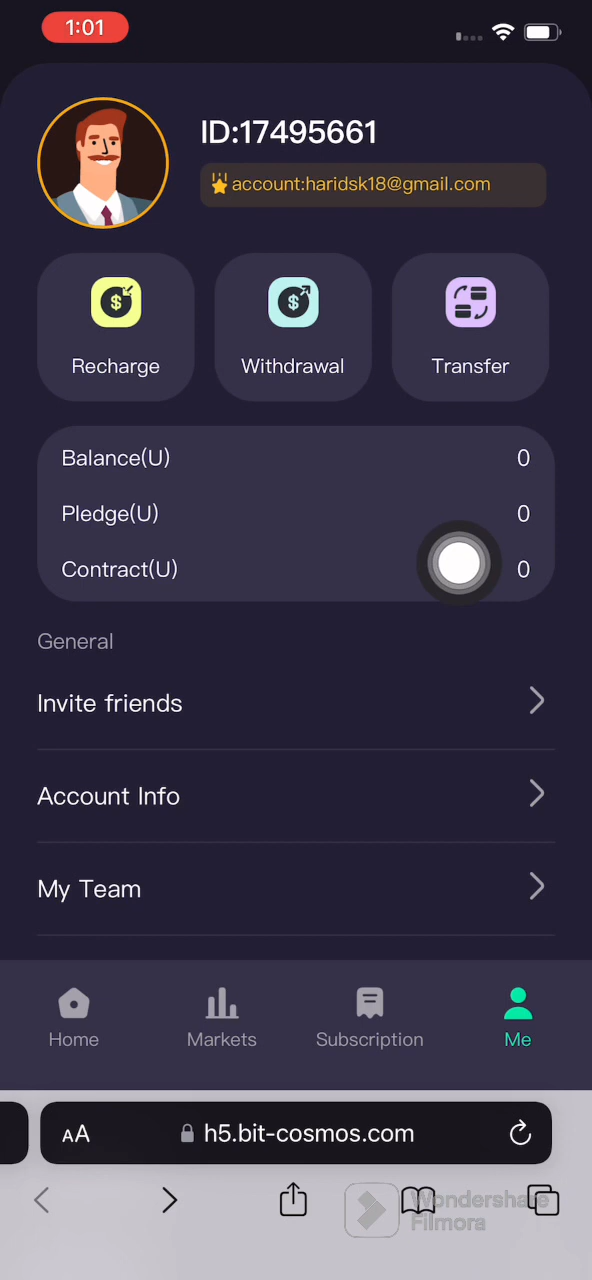 1:01
ID:17495661
account:haridsk18@gmail.com
Recharge
Withdrawal
Transfer
Balance(U) 0
Pledge(U) 0
Contract(U) 0
General
Invite friends
Account Info
My Team
Home
Markets
Subscription
Me
AA h5.bit-cosmos.com
Wondershare
Filmora